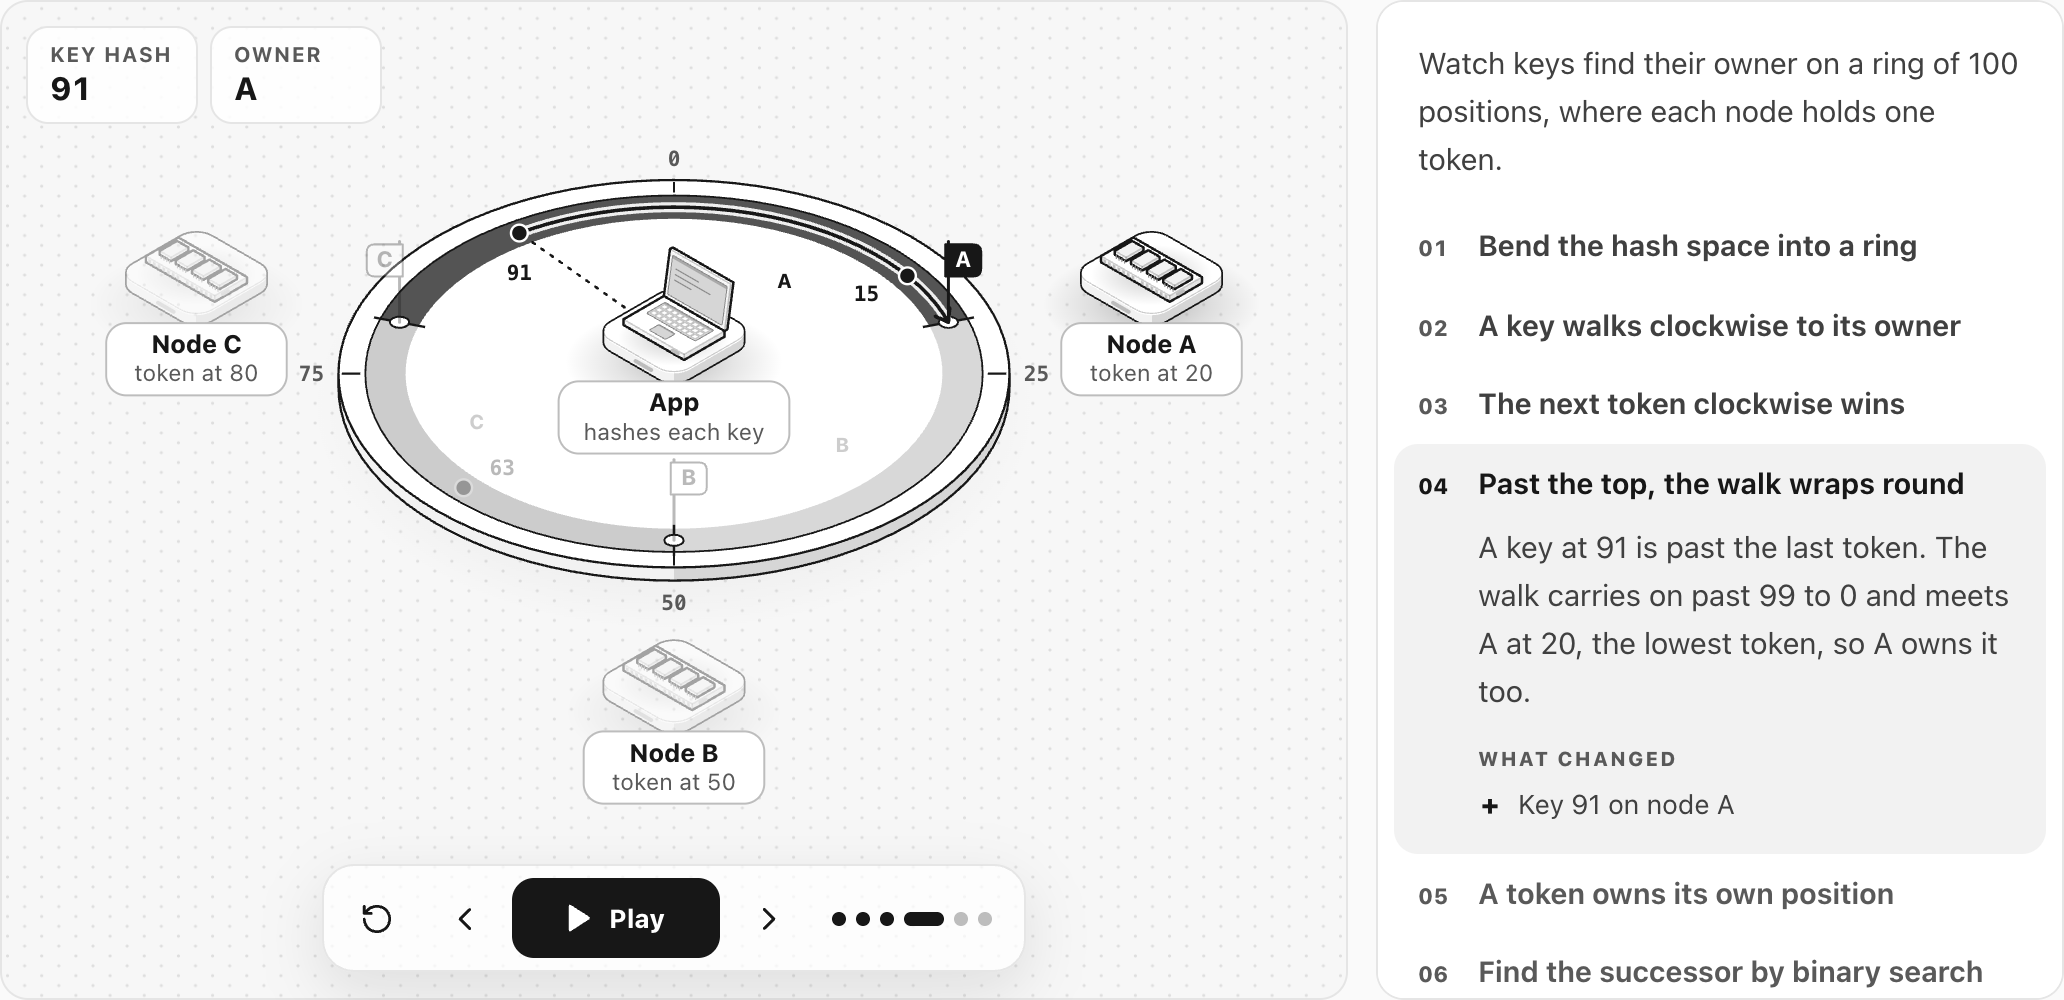 KEY HASH
91
OWNER
A
0
C
A
91
A
15
Node C
token at 80
75
25
Node A
token at 20
App
hashes each key
C
B
63
B
50
Node B
token at 50
Play
Watch keys find their owner on a ring of 100
positions, where each node holds one
token.
01 Bend the hash space into a ring
02 A key walks clockwise to its owner
03 The next token clockwise wins
04 Past the top, the walk wraps round
A key at 91 is past the last token. The
walk carries on past 99 to 0 and meets
A at 20, the lowest token, so A owns it
too.
WHAT CHANGED
+ Key 91 on node A
05 A token owns its own position
06 Find the successor by binary search